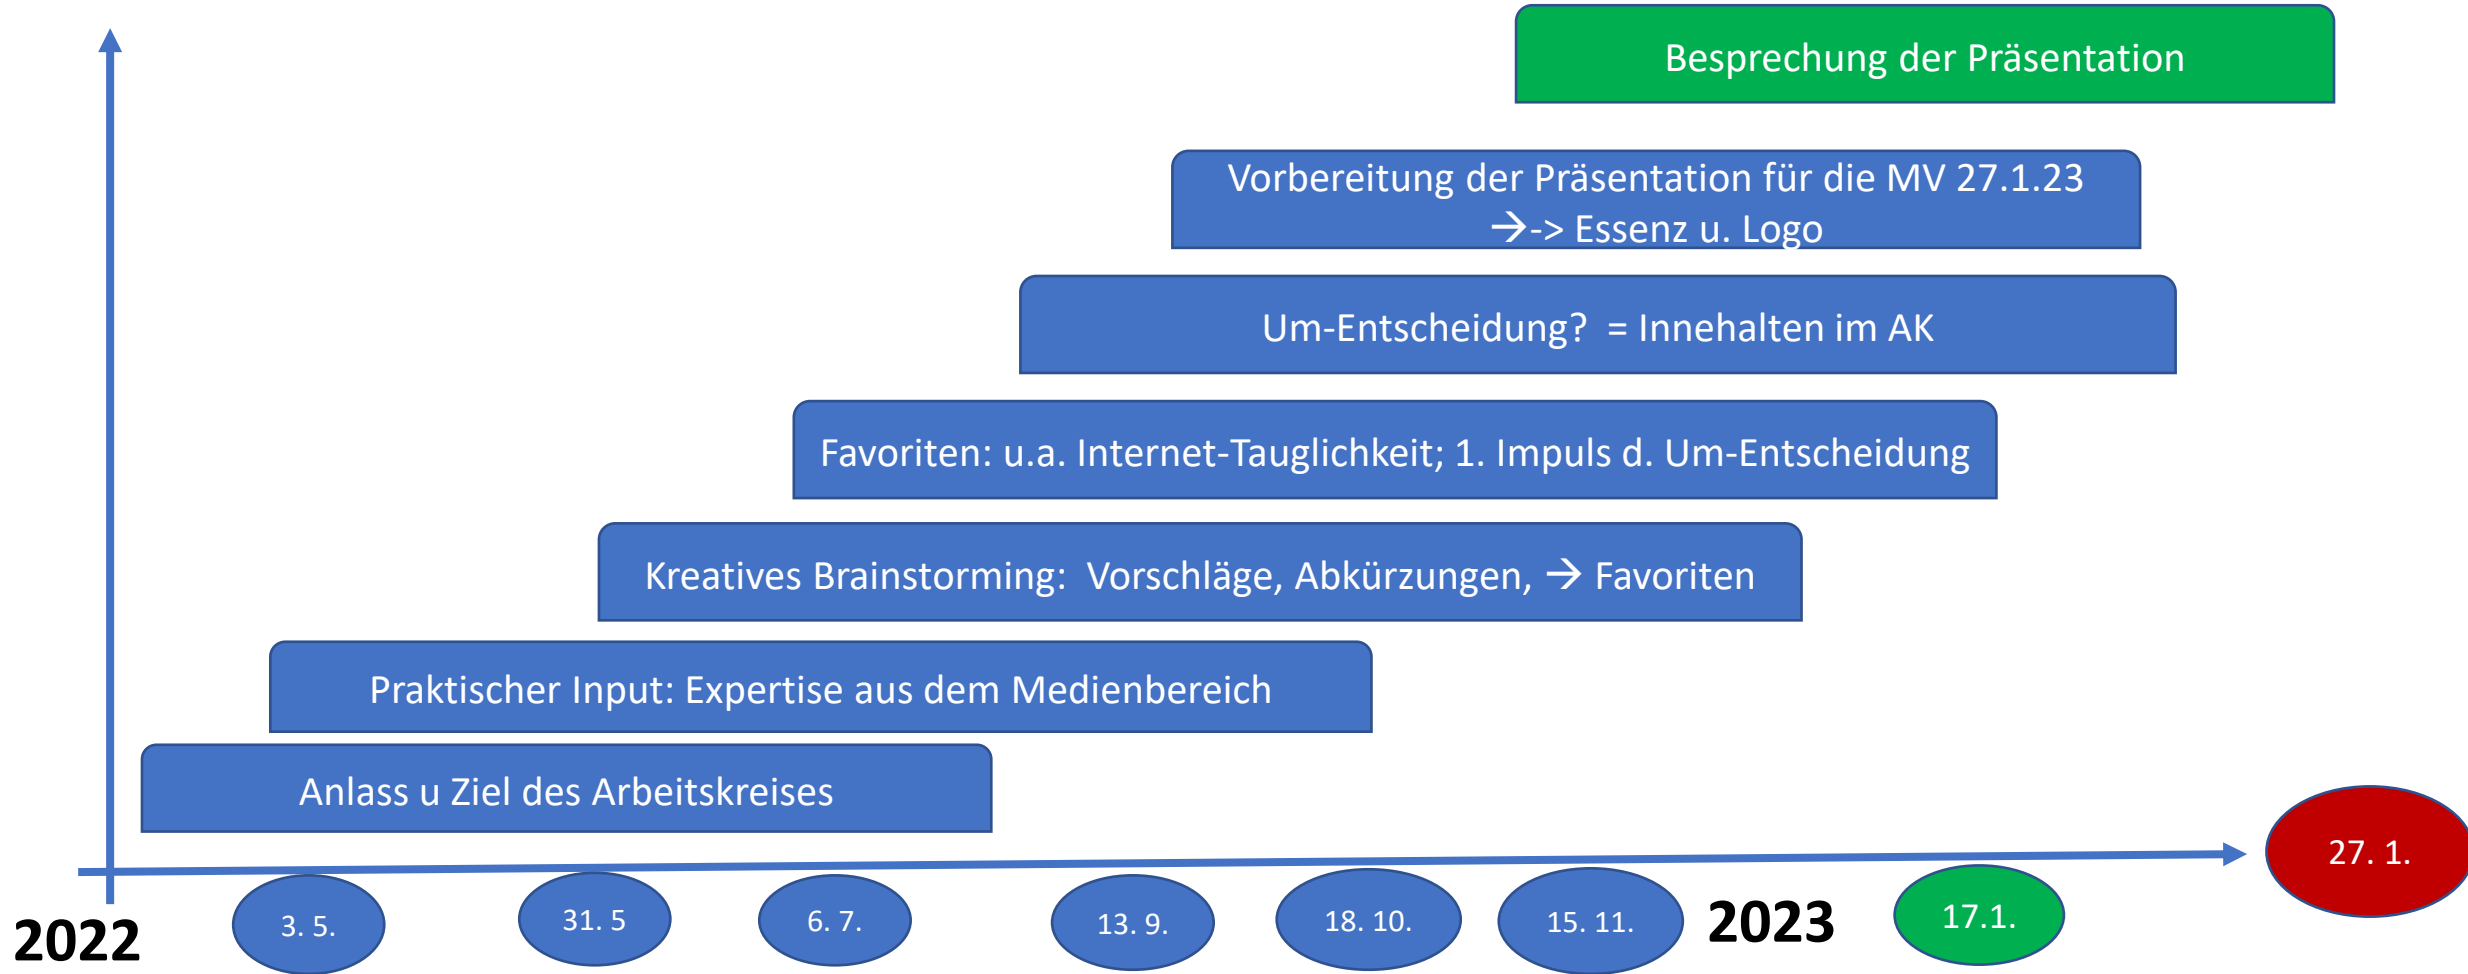 Besprechung der Präsentation
Vorbereitung der Präsentation für die MV 27.1.23
→-> Essenz u. Logo
Um-Entscheidung?  = Innehalten im AK
Favoriten: u.a. Internet-Tauglichkeit; 1. Impuls d. Um-Entscheidung
Kreatives Brainstorming:  Vorschläge, Abkürzungen, → Favoriten
Praktischer Input: Expertise aus dem Medienbereich
Anlass u Ziel des Arbeitskreises
2022
3. 5.
31. 5
6. 7.
13. 9.
18. 10.
15. 11.
2023
17.1.
27. 1.